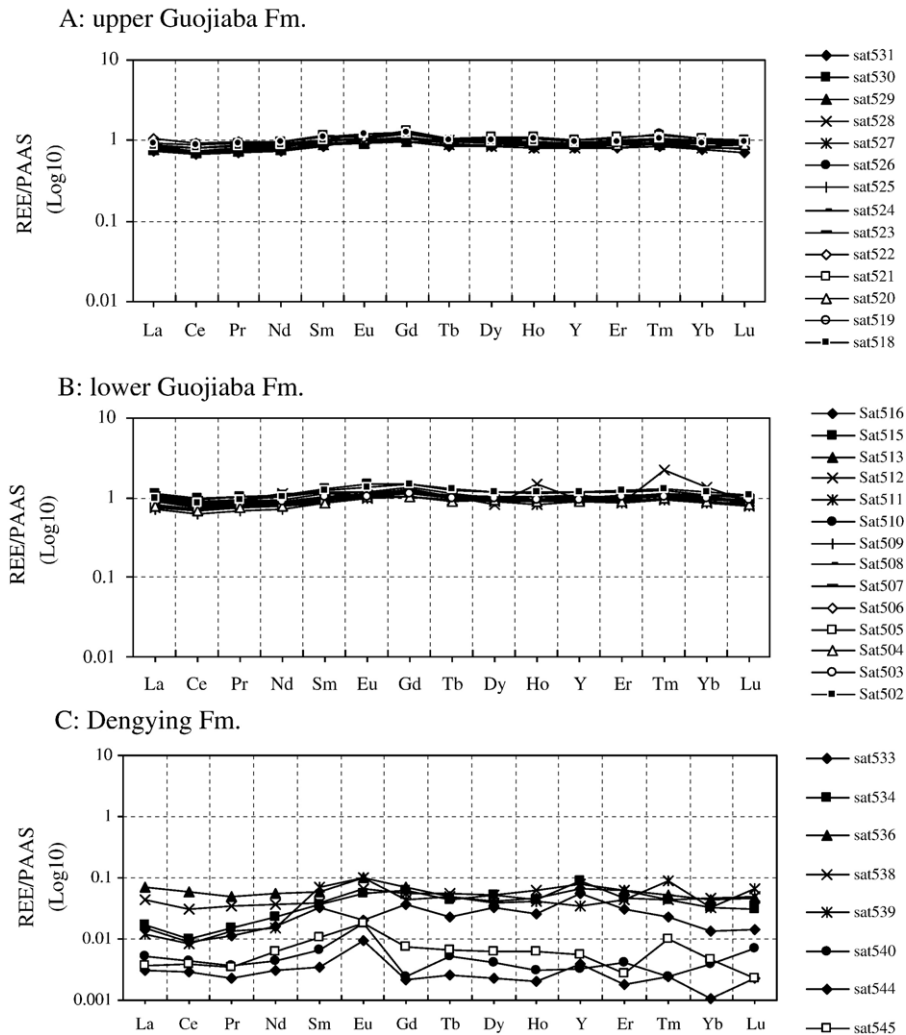 A: upper Guojiaba Fm.
REE/PAAS
(Log10)
10
1
0.1
0.01
La Ce Pr Nd Sm Eu Gd Tb Dy Ho Y Er Tm Yb Lu
sat531
sat530
sat529
sat528
sat527
sat526
sat525
sat524
sat523
sat522
sat521
sat520
sat519
sat518
B: lower Guojiaba Fm.
REE/PAAS
(Log10)
10
1
0.1
0.01
La Ce Pr Nd Sm Eu Gd Tb Dy Ho Y Er Tm Yb Lu
Sat516
Sat515
Sat513
Sat512
Sat511
Sat510
Sat509
Sat508
Sat507
Sat506
Sat505
Sat504
Sat503
Sat502
C: Dengying Fm.
REE/PAAS
(Log10)
10
1
0.1
0.01
0.001
La Ce Pr Nd Sm Eu Gd Tb Dy Ho Y Er Tm Yb Lu
sat533
sat534
sat536
sat538
sat539
sat540
sat544
sat545